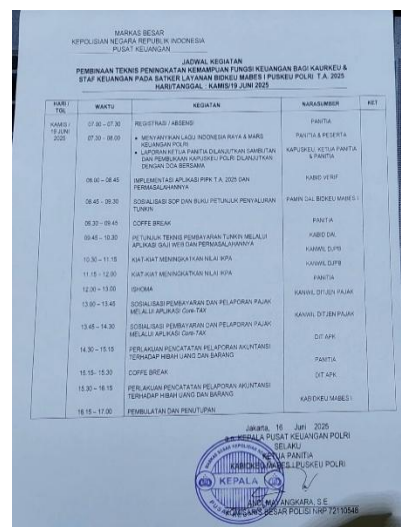 MARKAS BESAR
KEPOLISIAN NEGARA REPUBLIK INDONESIA
PUSAT KEUANGAN
JADWAL KEGIATAN
PEMBINAAN TEKNIS PENINGKATAN KEMAMPUAN FUNGSI KEUANGAN BAGI KAURKEU &
STAF KEUANGAN PADA SATKER LAYANAN BIDKEU MABES I PUSKEU POLRI T.A. 2025
HARI/TANGGAL : KAMIS/19 JUNI 2025
HARI / TGL WAKTU KEGIATAN NARASUMBER KET
KAMIS / 19 JUNI 2025
07.00 – 07.30 REGISTRASI / ABSENSI PANITIA
07.30 – 08.00 • MENYANYIKAN LAGU INDONESIA RAYA & MARS KEUANGAN POLRI PANITIA & PESERTA
• LAPORAN KETUA PANITIA DILANJUTKAN SAMBUTAN DAN PEMBUKAAN KAPUSKEU POLRI DILANJUTKAN DENGAN DOA BERSAMA KAPUSKEU, KETUA PANITIA & PANITIA
08.00 – 08.45 IMPLEMENTASI APLIKASI PIPK T.A. 2025 DAN PERMASALAHANNYA KABID VERIF
08.45 – 09.30 SOSIALISASI SOP DAN BUKU PETUNJUK PENYALURAN TUNKIN PAMIN DAL BIDKEU MABES I
09.30 – 09.45 COFFE BREAK PANITIA
09.45 – 10.30 PETUNJUK TEKNIS PEMBAYARAN TUNKIN MELALUI APLIKASI GAJI WEB DAN PERMASALAHANNYA KABID DAL
10.30 – 11.15 KIAT-KIAT MENINGKATKAN NILAI IKPA KANWIL DJPB
11.15 – 12.00 KIAT-KIAT MENINGKATKAN NILAI IKPA KANWIL DJPB
12.00 – 13.00 ISHOMA PANITIA
13.00 – 13.45 SOSIALISASI PEMBAYARAN DAN PELAPORAN PAJAK MELALUI APLIKASI Core-TAX KANWIL DITJEN PAJAK
13.45 – 14.30 SOSIALISASI PEMBAYARAN DAN PELAPORAN PAJAK MELALUI APLIKASI Core-TAX KANWIL DITJEN PAJAK
14.30 – 15.15 PERLAKUAN PENCATATAN PELAPORAN AKUNTANSI TERHADAP HIBAH UANG DAN BARANG DIT APK
15.15 – 15.30 COFFE BREAK PANITIA
15.30 – 16.15 PERLAKUAN PENCATATAN PELAPORAN AKUNTANSI TERHADAP HIBAH UANG DAN BARANG DIT APK
16.15 – 17.00 PEMBULATAN DAN PENUTUPAN KABIDKEU MABES I
Jakarta, 16 Juni 2025
a.n. KEPALA PUSAT KEUANGAN POLRI
SELAKU
KETUA PANITIA
KABIDKEU MABES I PUSKEU POLRI
KEPALA
MAYANGKARA, S.E.
BESAR POLISI NRP 72110546